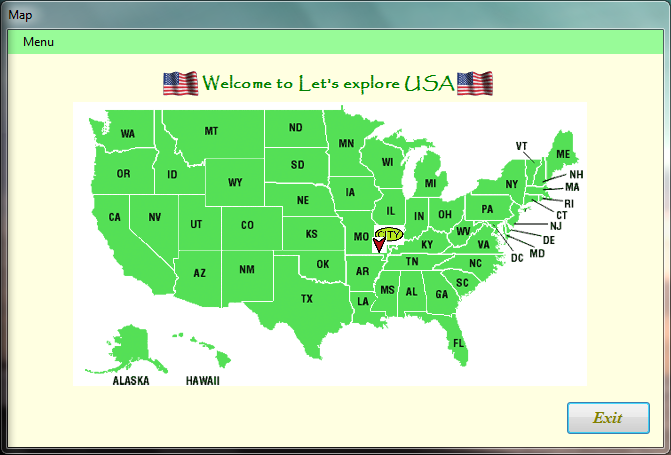 Map
Menu
Welcome to Let's explore USA
WA
MT
ND
MN
VT
ME
OR
ID
SD
WI
MI
NY
NH
MA
WY
IA
RI
CT
NE
PA
CA
NV
UT
CO
IL
IN
OH
NJ
KS
MO
CITY
WV
VA
DE
KY
MD
DC
AZ
NM
OK
AR
TN
NC
SC
TX
LA
MS
AL
GA
FL
ALASKA
HAWAII
Exit